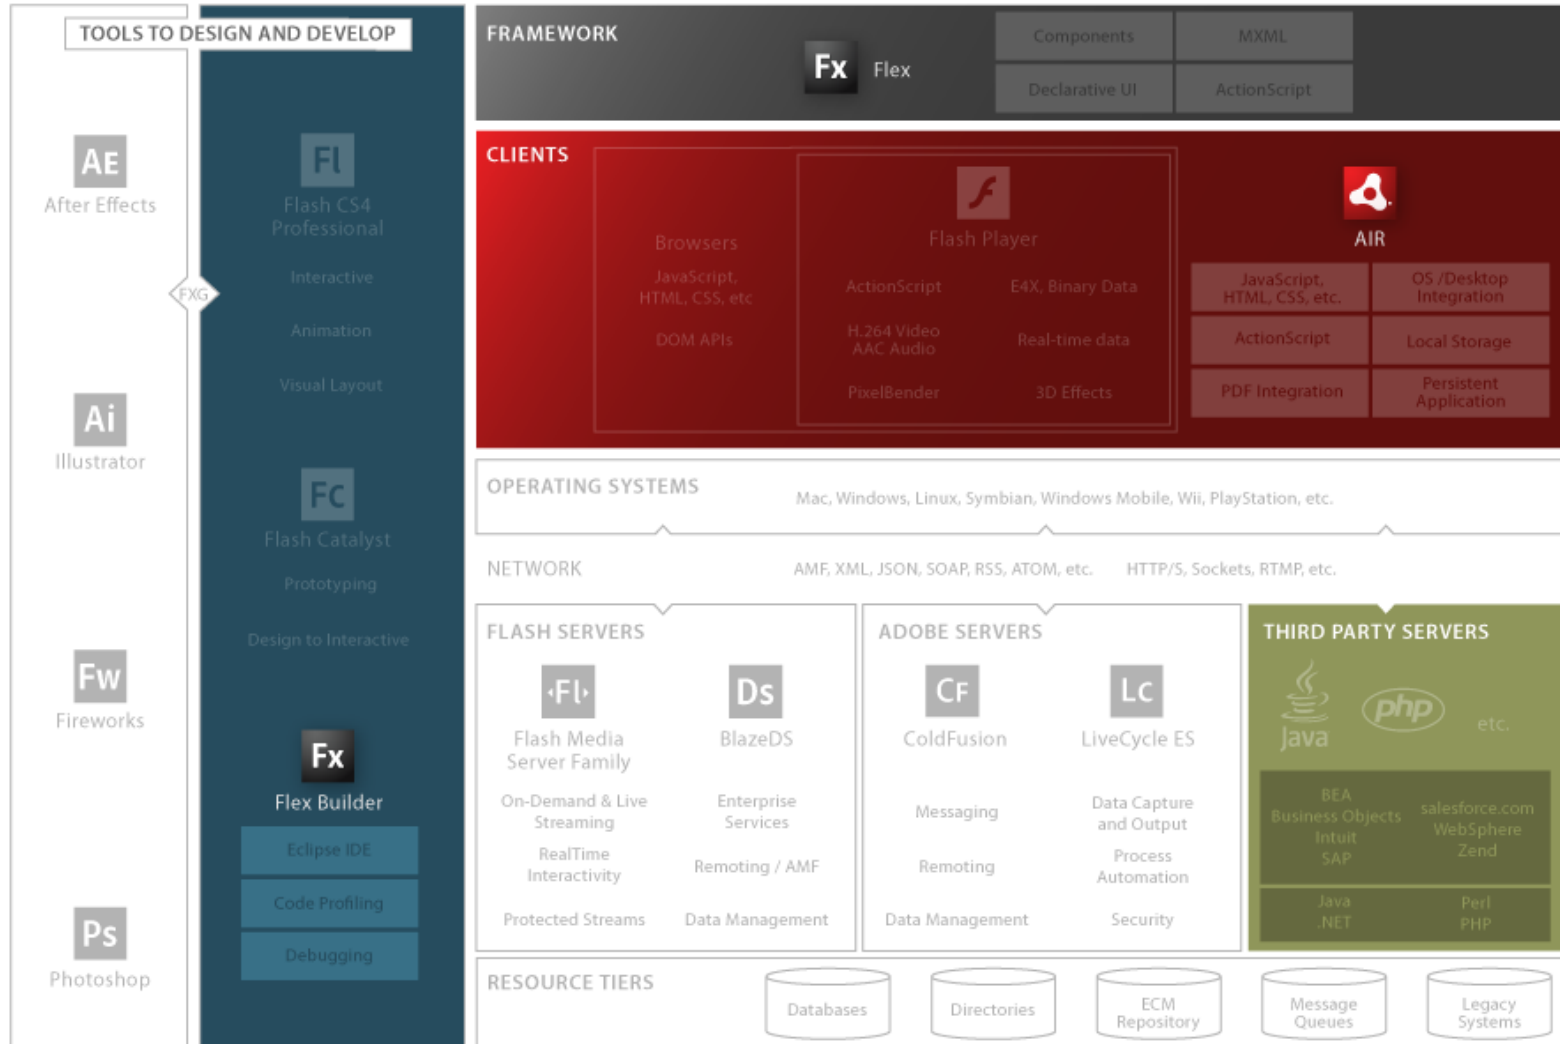 TOOLS TO DESIGN AND DEVELOP
AE
After Effects
FXG
Ai
Illustrator
Fw
Fireworks
Ps
Photoshop
Fl
Flash CS4
Professional
Interactive
Animation
Visual Layout
Fc
Flash Catalyst
Prototyping
Design to Interactive
Fx
Flex Builder
Eclipse IDE
Code Profiling
Debugging
FRAMEWORK
Fx
Flex
Components
MXML
Declarative UI
ActionScript
CLIENTS
Browsers
JavaScript,
HTML, CSS, etc
DOM APIs
Flash Player
ActionScript
E4X, Binary Data
H.264 Video
AAC Audio
Real-time data
PixelBender
3D Effects
AIR
JavaScript,
HTML, CSS, etc.
OS /Desktop
Integration
ActionScript
Local Storage
PDF Integration
Persistent
Application
OPERATING SYSTEMS
Mac, Windows, Linux, Symbian, Windows Mobile, Wii, PlayStation, etc.
NETWORK
AMF, XML, JSON, SOAP, RSS, ATOM, etc.
HTTP/S, Sockets, RTMP, etc.
FLASH SERVERS
Fl
Flash Media
Server Family
On-Demand & Live
Streaming
RealTime
Interactivity
Protected Streams
Ds
BlazeDS
Enterprise
Services
Remoting / AMF
Data Management
ADOBE SERVERS
CF
ColdFusion
Messaging
Remoting
Data Management
Lc
LiveCycle ES
Data Capture
and Output
Process
Automation
Security
THIRD PARTY SERVERS
Java
php
etc.
BEA
Business Objects
Intuit
SAP
salesforce.com
WebSphere
Zend
Java
.NET
Perl
PHP
RESOURCE TIERS
Databases
Directories
ECM
Repository
Message
Queues
Legacy
Systems